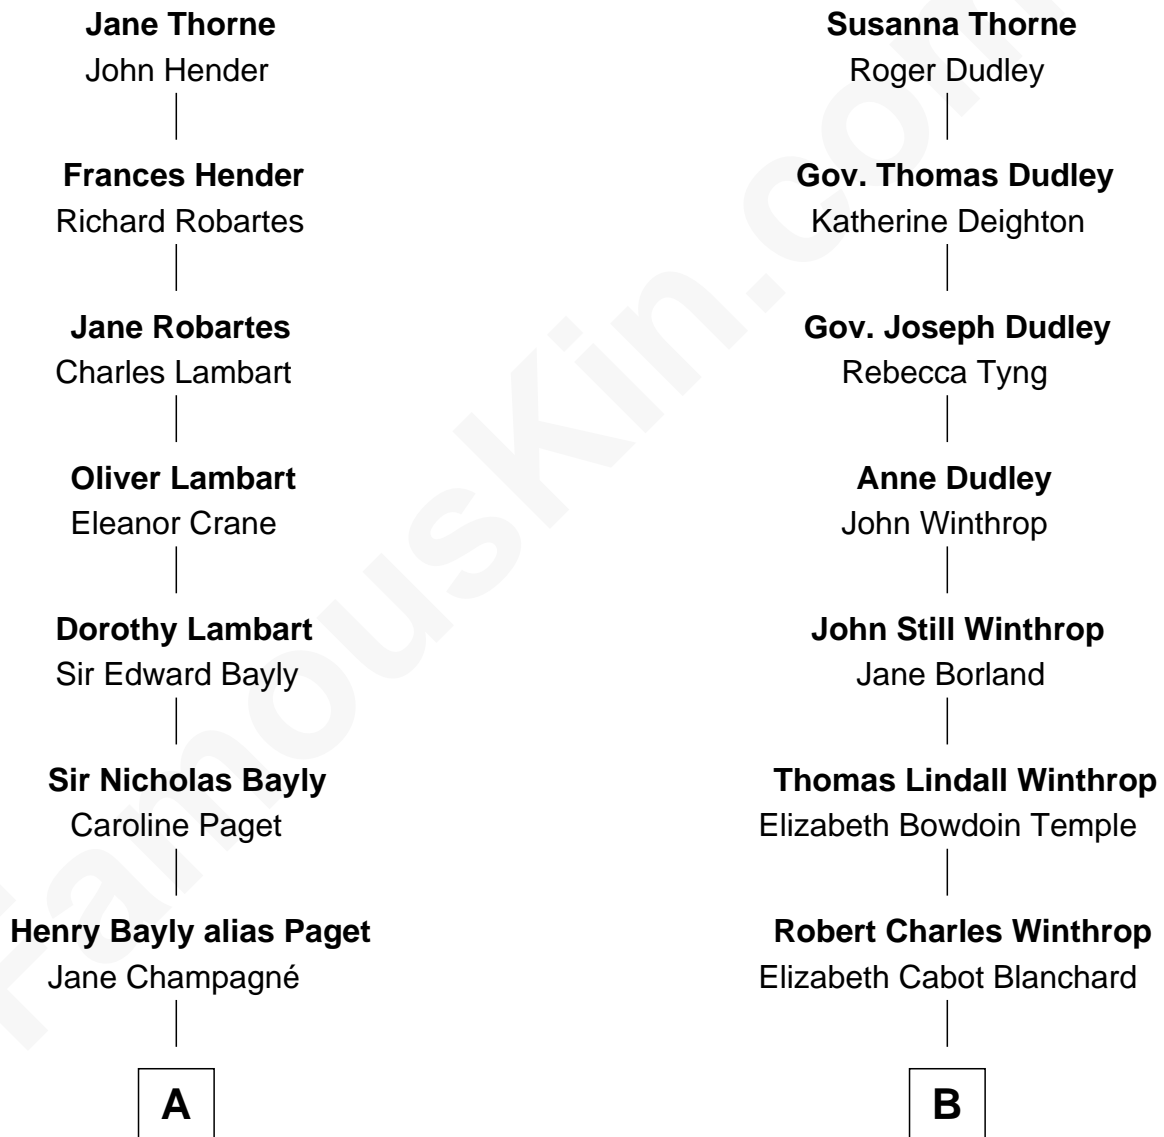 Jane Thorne
John Hender
Frances Hender
Richard Robartes
Jane Robartes
Charles Lambart
Oliver Lambart
Eleanor Crane
Dorothy Lambart
Sir Edward Bayly
Sir Nicholas Bayly
Caroline Paget
Henry Bayly alias Paget
Jane Champagné
A
Susanna Thorne
Roger Dudley
Gov. Thomas Dudley
Katherine Deighton
Gov. Joseph Dudley
Rebecca Tyng
Anne Dudley
John Winthrop
John Still Winthrop
Jane Borland
Thomas Lindall Winthrop
Elizabeth Bowdoin Temple
Robert Charles Winthrop
Elizabeth Cabot Blanchard
B
FamousKin.com